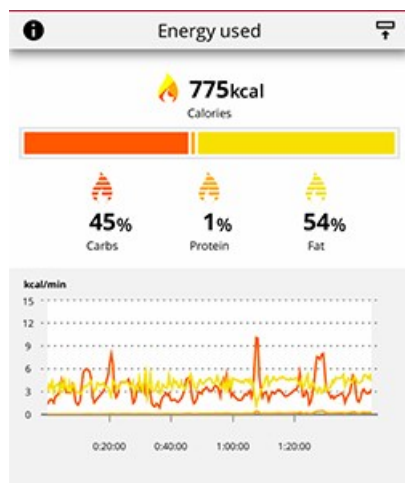 Energy used
775kcal
Calories
45% 1% 54%
Carbs Protein Fat
kcal/min
15
12
9
6
3
0
0:20:00 0:40:00 1:00:00 1:20:00